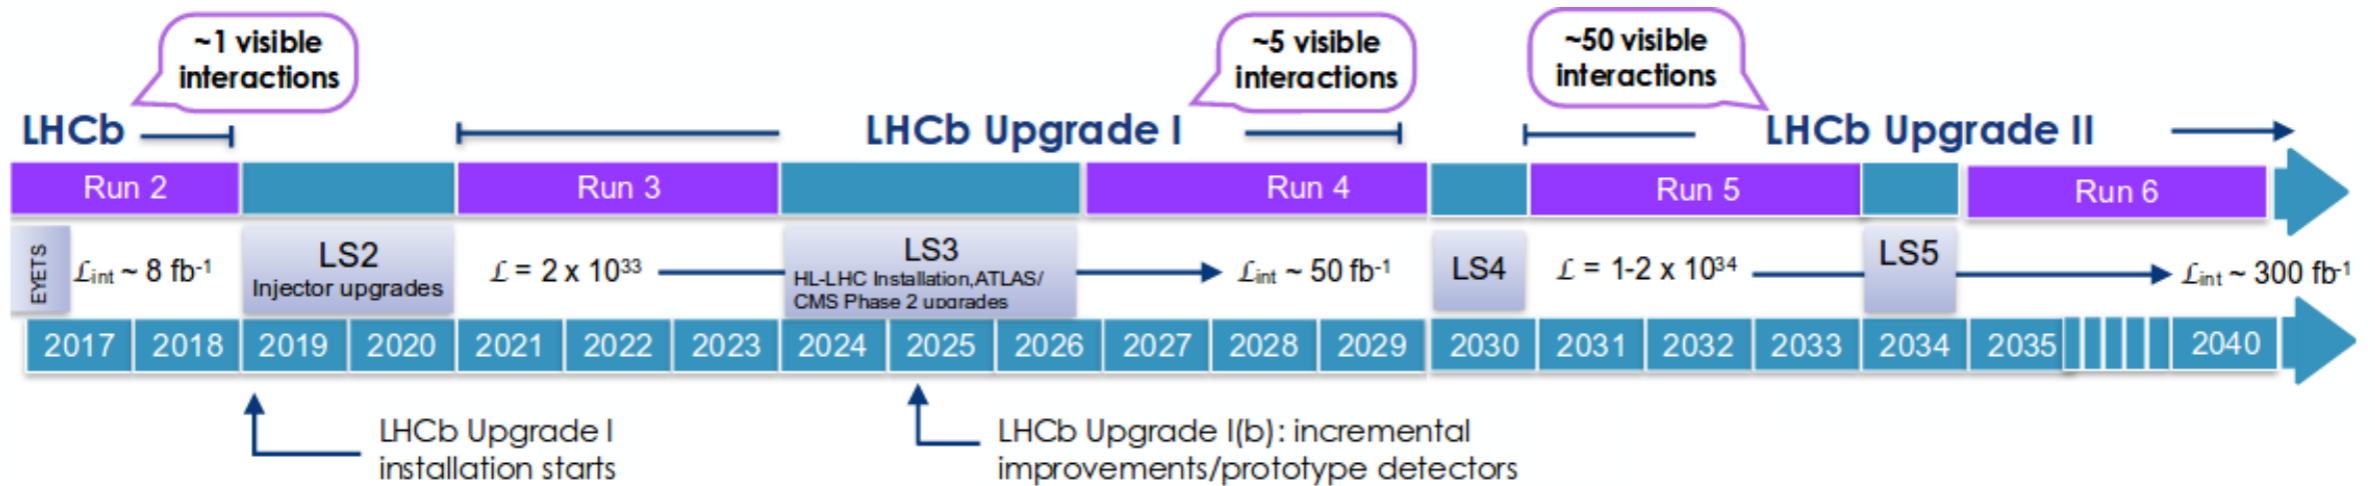 ~1 visible
interactions
~5 visible
interactions
~50 visible
interactions
LHCb
LHCb Upgrade I
LHCb Upgrade II
Run 2
Run 3
Run 4
Run 5
Run 6
EYETS
ℒint ~ 8 fb⁻¹
LS2
Injector upgrades
ℒ = 2 x 10³³
LS3
HL-LHC Installation,ATLAS/
CMS Phase 2 upgrades
ℒint ~ 50 fb⁻¹
LS4
ℒ = 1-2 x 10³⁴
LS5
ℒint ~ 300 fb⁻¹
2017 2018 2019 2020 2021 2022 2023 2024 2025 2026 2027 2028 2029 2030 2031 2032 2033 2034 2035 2040
LHCb Upgrade I
installation starts
LHCb Upgrade I(b): incremental
improvements/prototype detectors